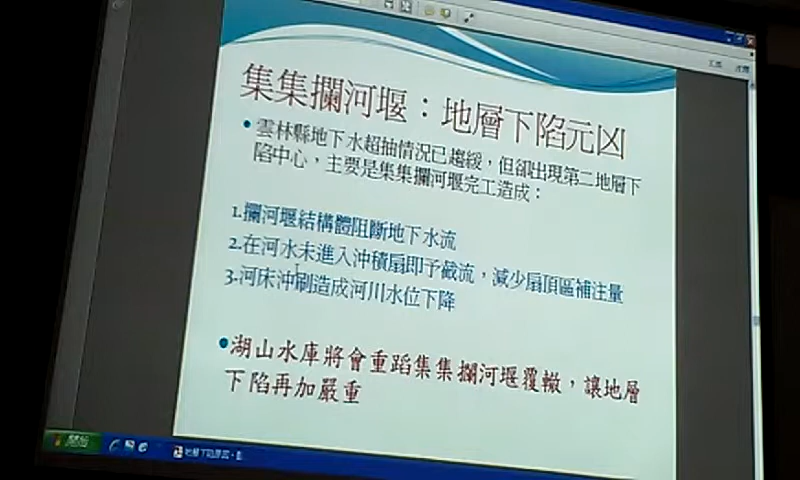 集集攔河堰：地層下陷元凶
• 雲林縣地下水超抽情況已趨緩，但卻出現第二地層下
陷中心，主要是集集攔河堰完工造成：
1.攔河堰結構體阻斷地下水流
2.在河水未進入沖積扇即予截流，減少扇頂區補注量
3.河床沖刷造成河川水位下降
• 湖山水庫將會重蹈集集攔河堰覆轍，讓地層
下陷再加嚴重
開始